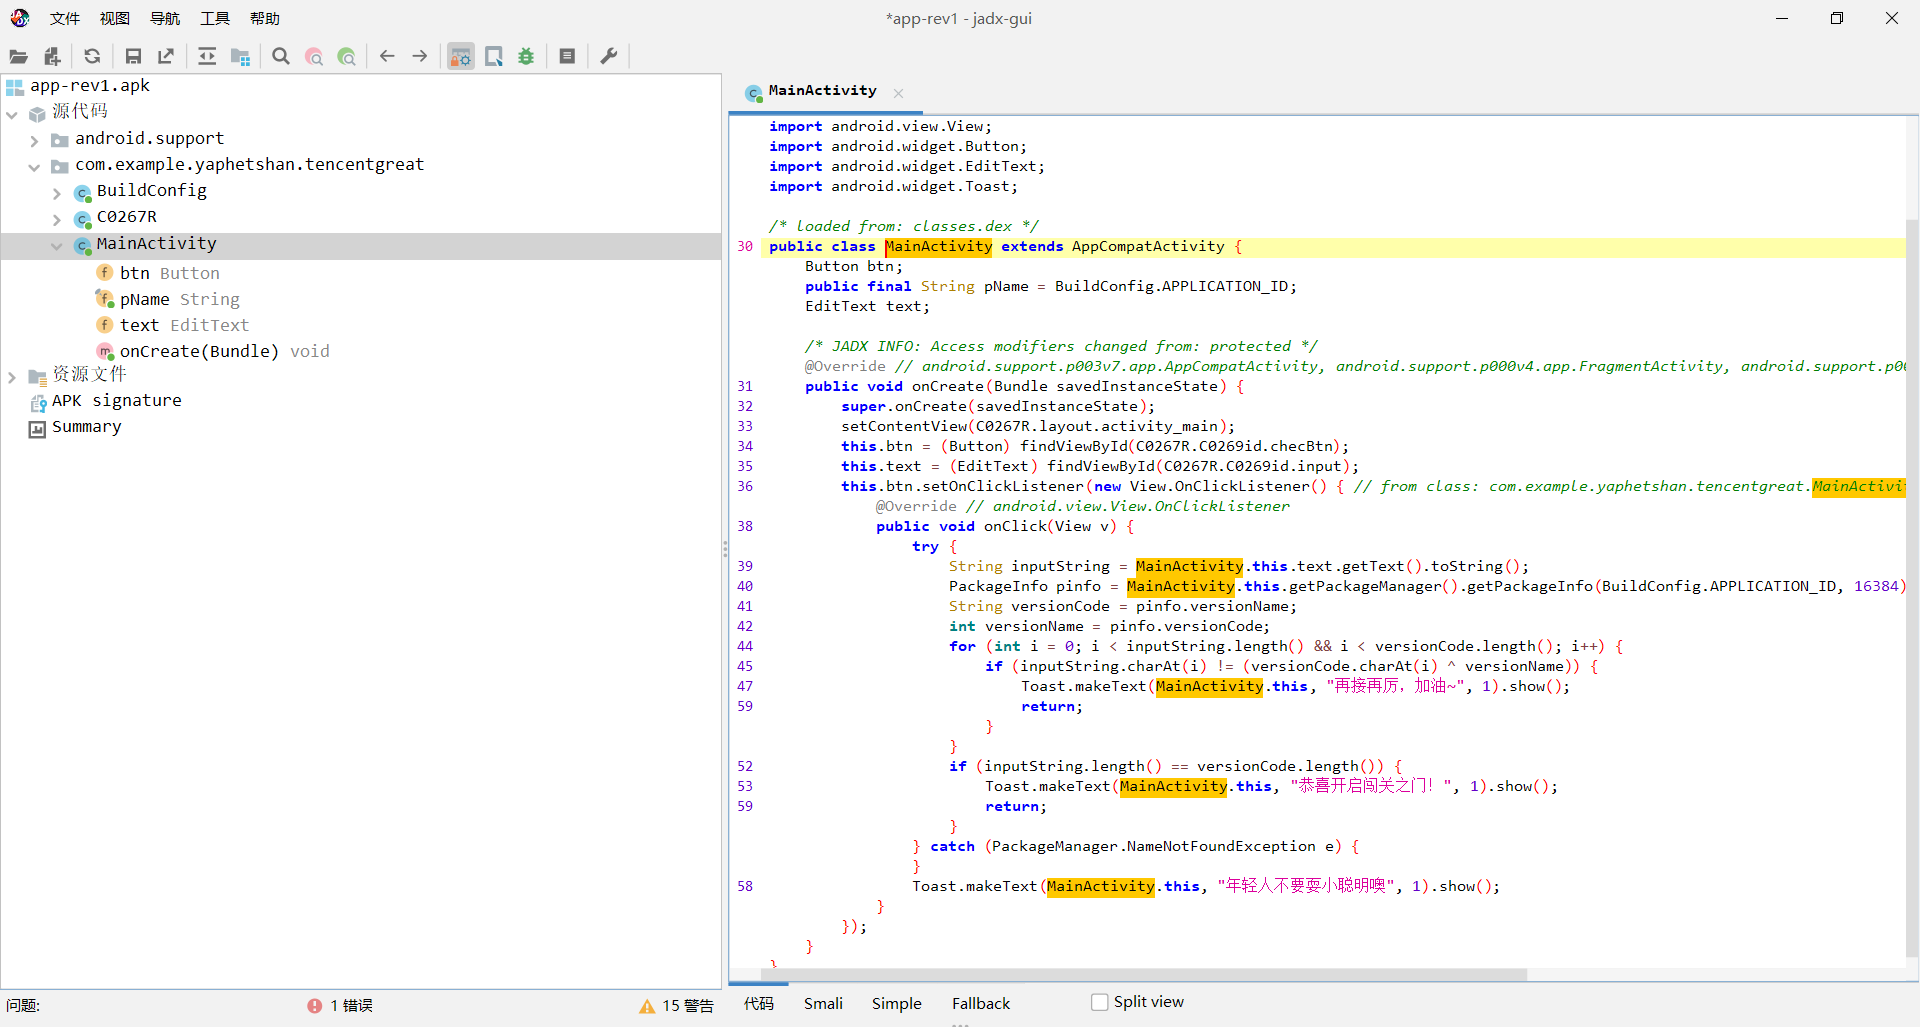 文件 视图 导航 工具 帮助
*app-rev1 - jadx-gui
app-rev1.apk
源代码
android.support
com.example.yaphetshan.tencentgreat
BuildConfig
C0267R
MainActivity
btn Button
pName String
text EditText
onCreate(Bundle) void
资源文件
APK signature
Summary
MainActivity
import android.view.View;
import android.widget.Button;
import android.widget.EditText;
import android.widget.Toast;
/* loaded from: classes.dex */
30 public class MainActivity extends AppCompatActivity {
Button btn;
public final String pName = BuildConfig.APPLICATION_ID;
EditText text;
/* JADX INFO: Access modifiers changed from: protected */
@Override // android.support.p003v7.app.AppCompatActivity, android.support.p000v4.app.FragmentActivity, android.support.p00
31 public void onCreate(Bundle savedInstanceState) {
32 super.onCreate(savedInstanceState);
33 setContentView(C0267R.layout.activity_main);
34 this.btn = (Button) findViewById(C0267R.C0269id.checBtn);
35 this.text = (EditText) findViewById(C0267R.C0269id.input);
36 this.btn.setOnClickListener(new View.OnClickListener() { // from class: com.example.yaphetshan.tencentgreat.MainActivit
@Override // android.view.View.OnClickListener
38 public void onClick(View v) {
try {
39 String inputString = MainActivity.this.text.getText().toString();
40 PackageInfo pinfo = MainActivity.this.getPackageManager().getPackageInfo(BuildConfig.APPLICATION_ID, 16384)
41 String versionCode = pinfo.versionName;
42 int versionName = pinfo.versionCode;
44 for (int i = 0; i < inputString.length() && i < versionCode.length(); i++) {
45 if (inputString.charAt(i) != (versionCode.charAt(i) ^ versionName)) {
47 Toast.makeText(MainActivity.this, "再接再厉，加油~", 1).show();
59 return;
}
}
52 if (inputString.length() == versionCode.length()) {
53 Toast.makeText(MainActivity.this, "恭喜开启闯关之门！", 1).show();
59 return;
}
} catch (PackageManager.NameNotFoundException e) {
}
58 Toast.makeText(MainActivity.this, "年轻人不要耍小聪明噢", 1).show();
}
});
}
}
问题: 1 错误 15 警告
代码 Smali Simple Fallback Split view